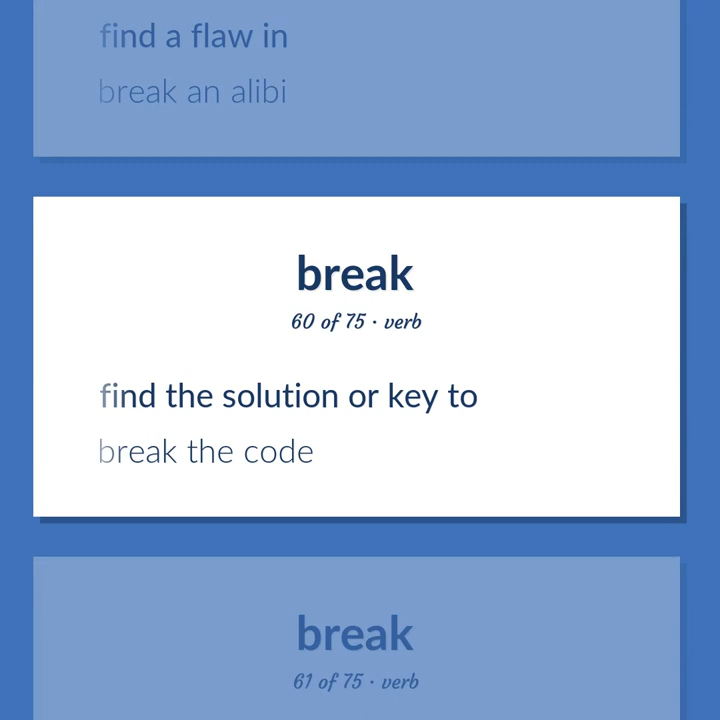 find a flaw in
break an alibi
break
60 of 75 · verb
find the solution or key to
break the code
break
61 of 75 · verb